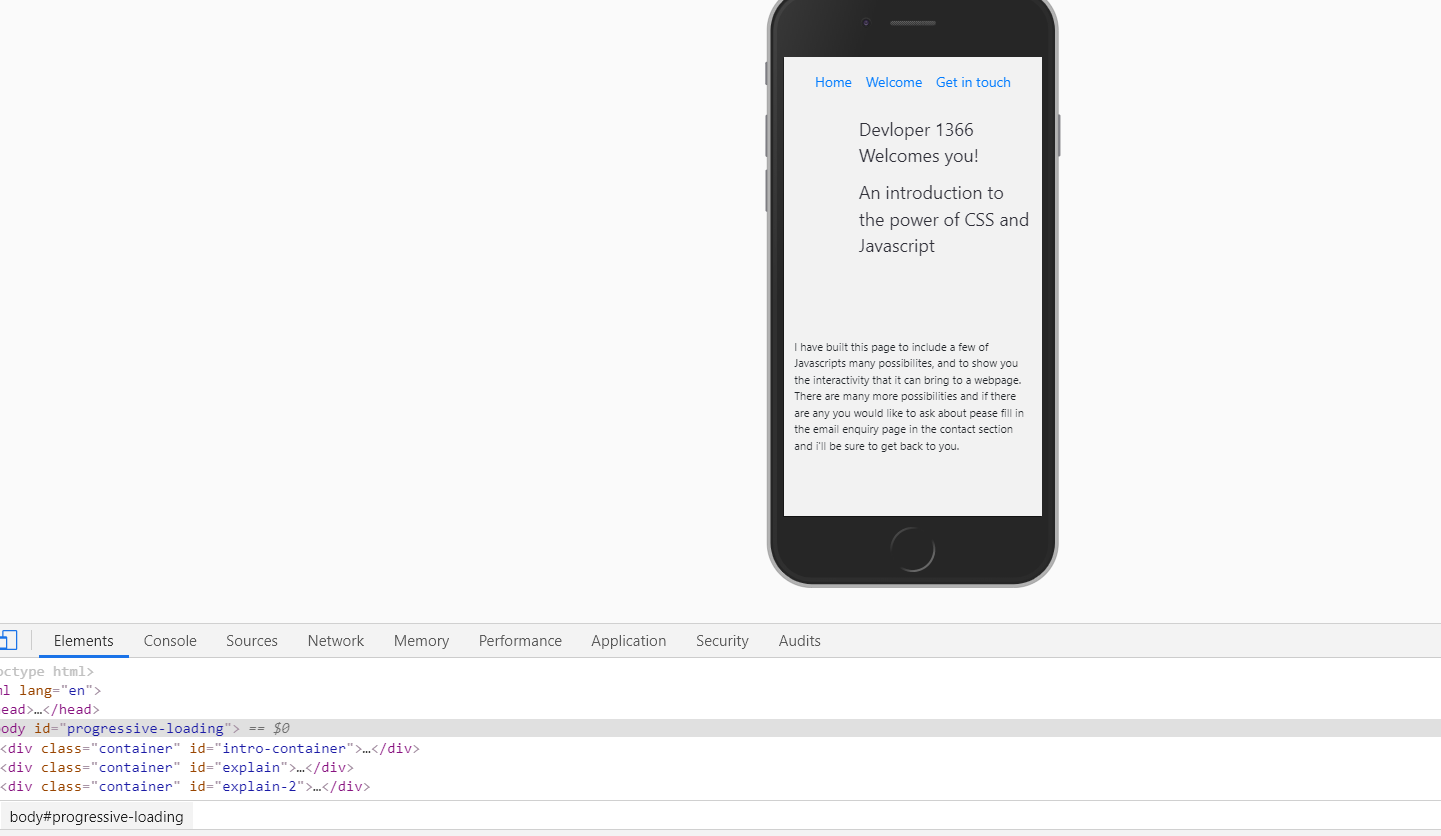 Home Welcome Get in touch
Devloper 1366
Welcomes you!
An introduction to
the power of CSS and
Javascript
I have built this page to include a few of
Javascripts many possibilites, and to show you
the interactivity that it can bring to a webpage.
There are many more possibilities and if there
are any you would like to ask about pease fill in
the email enquiry page in the contact section
and i'll be sure to get back to you.
Elements Console Sources Network Memory Performance Application Security Audits
octype html>
ml lang="en">
ead>…</head>
ody id="progressive-loading"> == $0
<div class="container" id="intro-container">…</div>
<div class="container" id="explain">…</div>
<div class="container" id="explain-2">…</div>
body#progressive-loading